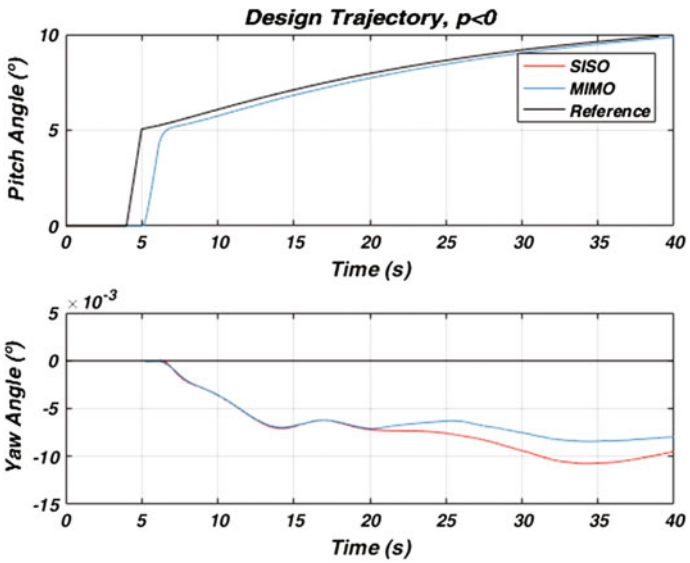 Design Trajectory, p<0
Pitch Angle (°)
10
5
0
SISO
MIMO
Reference
0 5 10 15 20 25 30 35 40
Time (s)
× 10⁻³
Yaw Angle (°)
5
0
-5
-10
-15
0 5 10 15 20 25 30 35 40
Time (s)